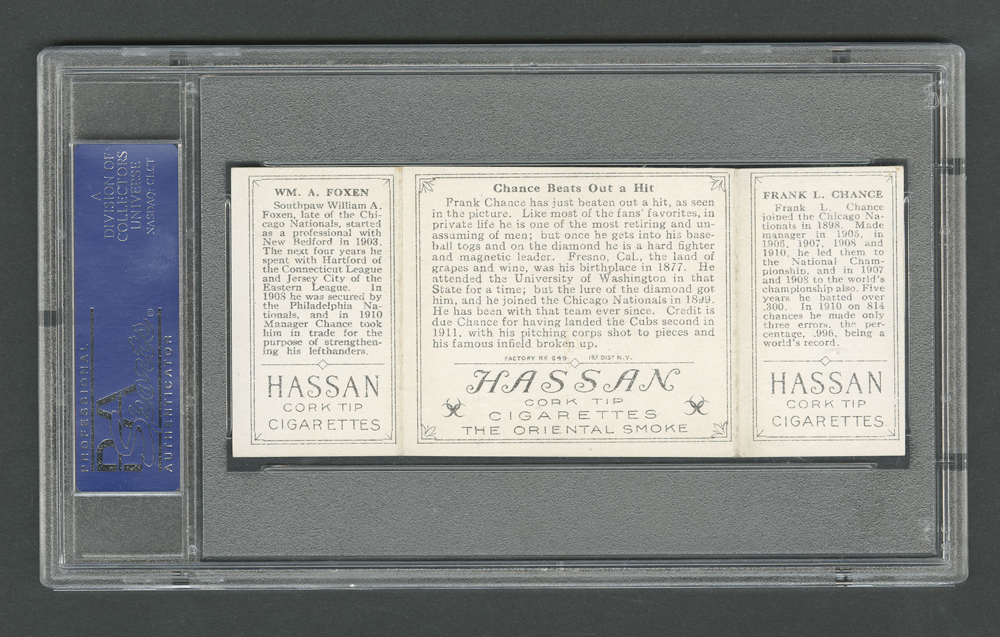 A
DIVISION OF
COLLECTORS
UNIVERSE
NASDAQ: CLCT
PROFESSIONAL
PSA
Sports
AUTHENTICATOR
WM. A. FOXEN
Southpaw William A.
Foxen, late of the Chi-
cago Nationals, started
as a professional with
New Bedford in 1903.
The next four years he
spent with Hartford of
the Connecticut League
and Jersey City of the
Eastern League. In
1908 he was secured by
the Philadelphia Na-
tionals, and in 1910
Manager Chance took
him in trade for the
purpose of strengthen-
ing his lefthanders.
HASSAN
CORK TIP
CIGARETTES
Chance Beats Out a Hit
Frank Chance has just beaten out a hit, as seen
in the picture. Like most of the fans' favorites, in
private life he is one of the most retiring and un-
assuming of men; but once he gets into his base-
ball togs and on the diamond he is a hard fighter
and magnetic leader. Fresno, Cal., the land of
grapes and wine, was his birthplace in 1877. He
attended the University of Washington in that
State for a time; but the lure of the diamond got
him, and he joined the Chicago Nationals in 1899.
He has been with that team ever since. Credit is
due Chance for having landed the Cubs second in
1911, with his pitching corps shot to pieces and
his famous infield broken up.
FACTORY No 649 1ST DIST N.Y.
HASSAN
CORK TIP
CIGARETTES
THE ORIENTAL SMOKE
FRANK L. CHANCE
Frank L. Chance
joined the Chicago Na-
tionals in 1898. Made
manager in 1905, in
1906, 1907, 1908 and
1910, he led them to
the National Cham-
pionship, and in 1907
and 1908 to the world's
championship also. Five
years he batted over
.300. In 1910 on 814
chances he made only
three errors, the per-
centage, .996, being a
world's record.
HASSAN
CORK TIP
CIGARETTES